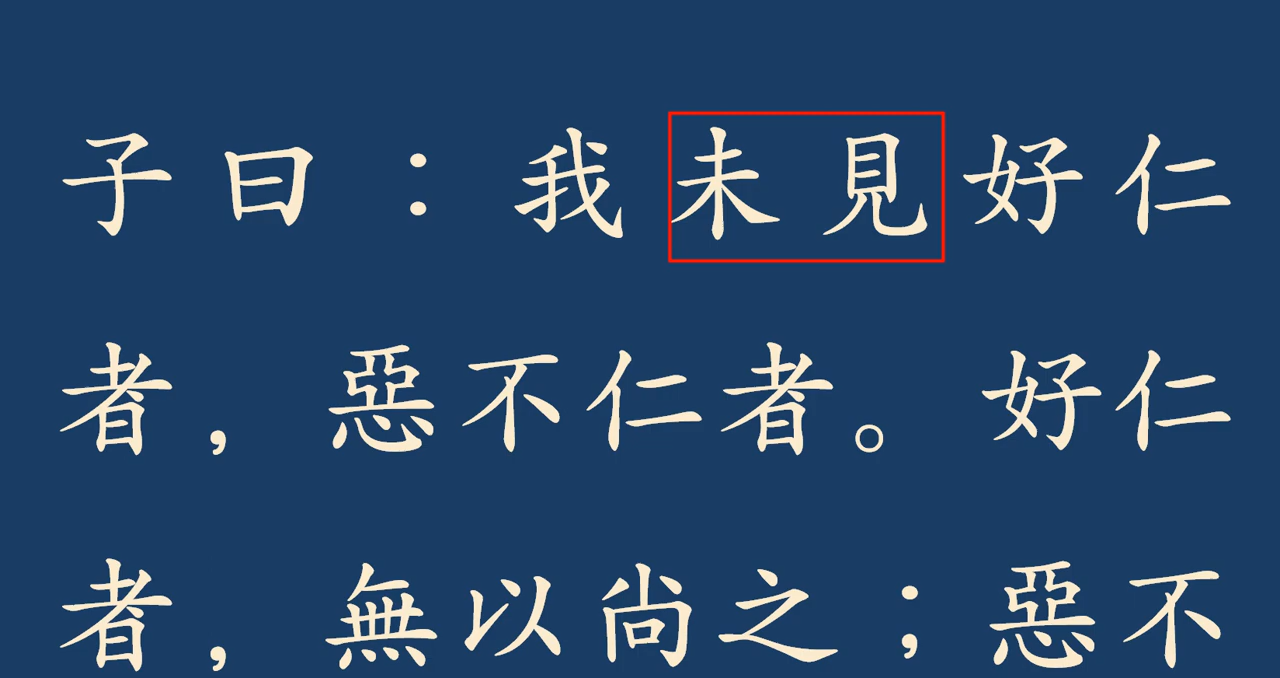 子曰：我未見好仁
者，惡不仁者。好仁
者，無以尚之；惡不